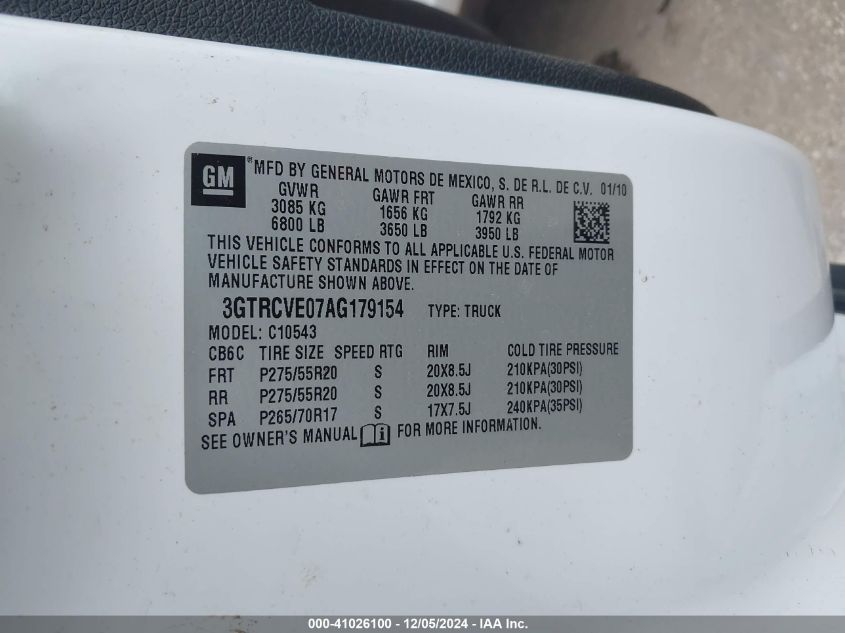 GM ® MFD BY GENERAL MOTORS DE MEXICO, S. DE R.L. DE C.V. 01/10
GVWR GAWR FRT GAWR RR
3085 KG 1656 KG 1792 KG
6800 LB 3650 LB 3950 LB
THIS VEHICLE CONFORMS TO ALL APPLICABLE U.S. FEDERAL MOTOR
VEHICLE SAFETY STANDARDS IN EFFECT ON THE DATE OF
MANUFACTURE SHOWN ABOVE.
3GTRCVE07AG179154 TYPE: TRUCK
MODEL: C10543
CB6C TIRE SIZE SPEED RTG RIM COLD TIRE PRESSURE
FRT P275/55R20 S 20X8.5J 210KPA(30PSI)
RR P275/55R20 S 20X8.5J 210KPA(30PSI)
SPA P265/70R17 S 17X7.5J 240KPA(35PSI)
SEE OWNER'S MANUAL i FOR MORE INFORMATION.
000-41026100 - 12/05/2024 - IAA Inc.